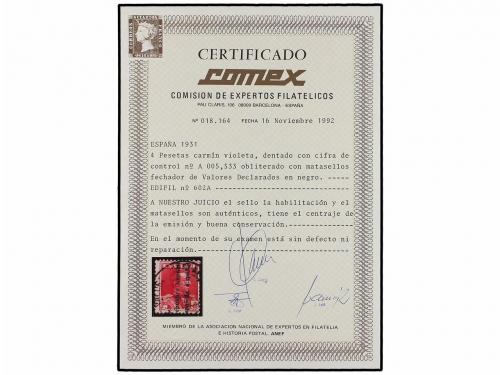 CERTIFICADO
comex
COMISION DE EXPERTOS FILATELICOS
PAU CLARIS, 106 08009 BARCELONA - ESPAÑA
Nº 018.164 FECHA 16 Noviembre 1992
ESPAÑA 1931
4 Pesetas carmín violeta, dentado con cifra de
control nº A 005,533 obliterado con matasellos
fechador de Valores Declarados en negro. -----
EDIFIL nº 602A -----
A NUESTRO JUICIO el sello la habilitación y el
matasellos son auténticos, tiene el centraje de
la emisión y buena conservación. -----
En el momento de su examen está sin defecto ni
reparación. -----
MIEMBRO DE LA ASOCIACION NACIONAL DE EXPERTOS EN FILATELIA
E HISTORIA POSTAL. ANEF